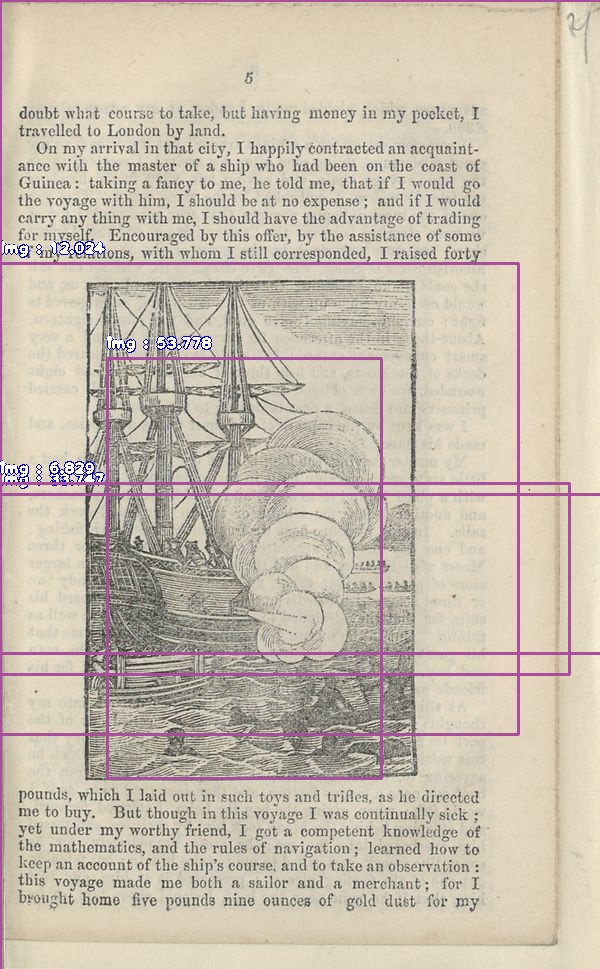 5
doubt what course to take, but having money in my pocket, I
travelled to London by land.
On my arrival in that city, I happily contracted an acquaint-
ance with the master of a ship who had been on the coast of
Guinea: taking a fancy to me, he told me, that if I would go
the voyage with him, I should be at no expense; and if I would
carry any thing with me, I should have the advantage of trading
for myself. Encouraged by this offer, by the assistance of some
my relations, with whom I still corresponded, I raised forty
Img : 12.024
Img : 53.778
Img : 6.829
pounds, which I laid out in such toys and trifles, as he directed
me to buy. But though in this voyage I was continually sick;
yet under my worthy friend, I got a competent knowledge of
the mathematics, and the rules of navigation; learned how to
keep an account of the ship's course, and to take an observation:
this voyage made me both a sailor and a merchant; for I
brought home five pounds nine ounces of gold dust for my